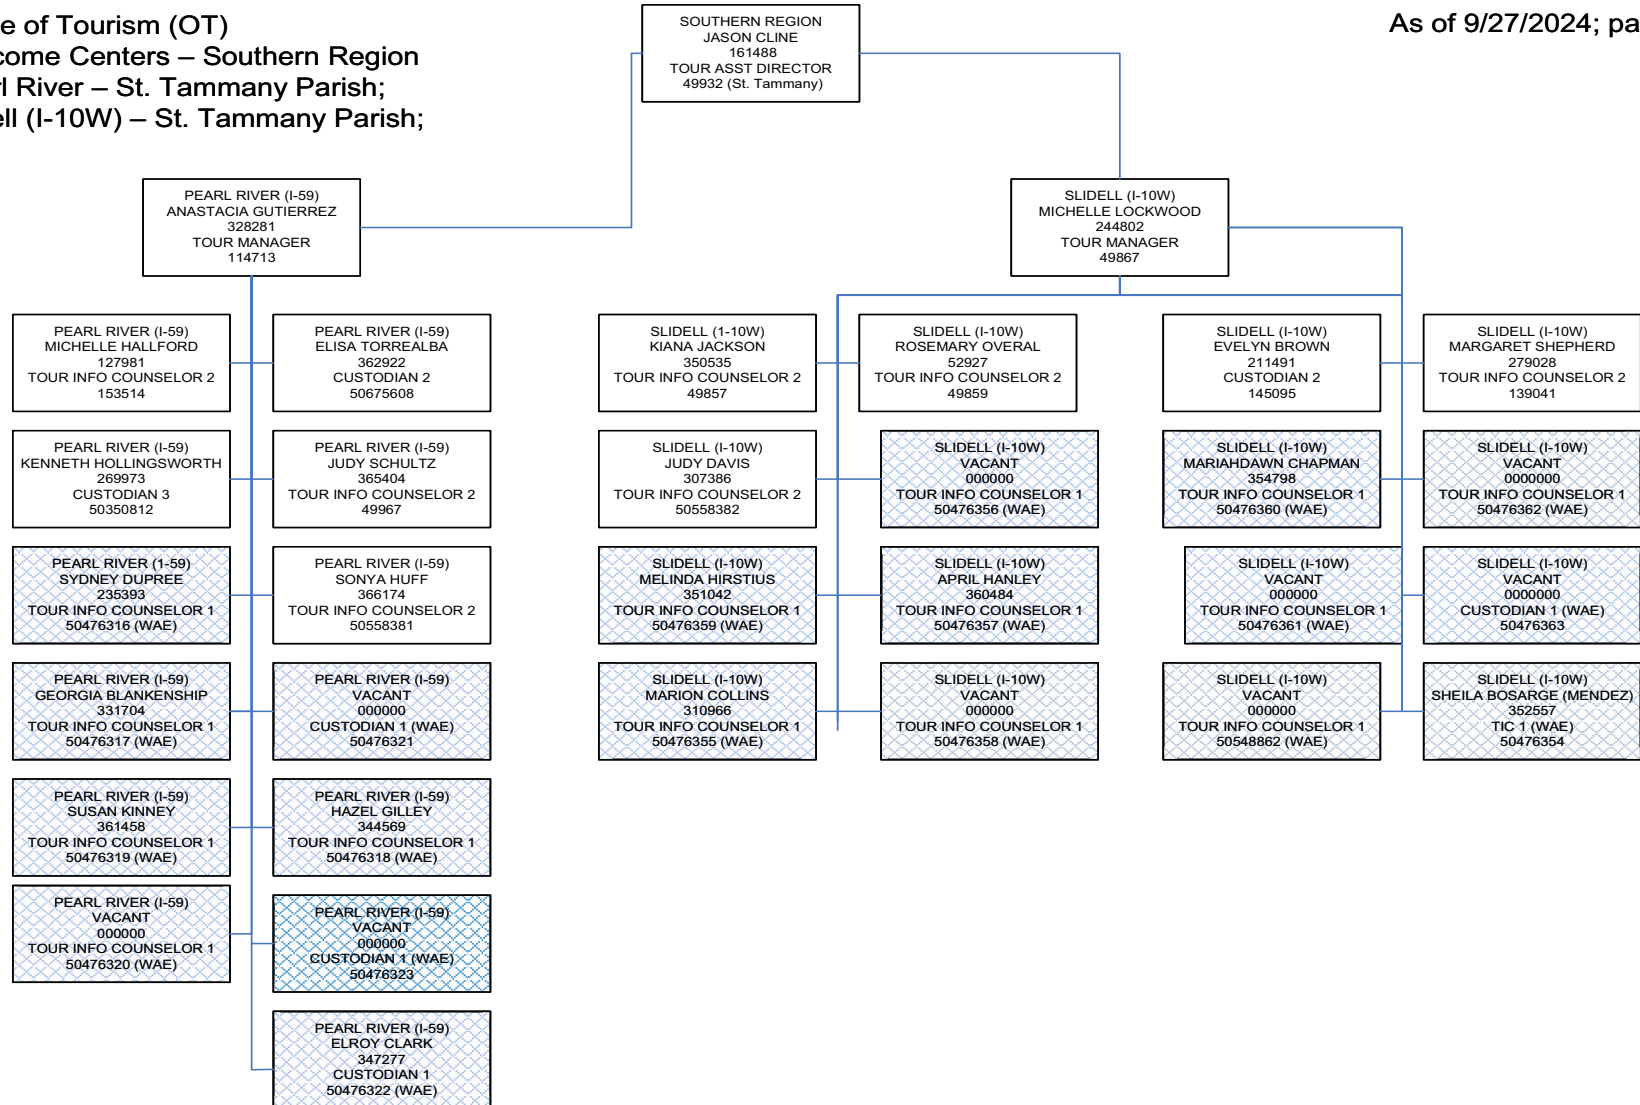 e of Tourism (OT)
come Centers – Southern Region
rl River – St. Tammany Parish;
ell (I-10W) – St. Tammany Parish;
As of 9/27/2024; pa
SOUTHERN REGION
JASON CLINE
161488
TOUR ASST DIRECTOR
49932 (St. Tammany)
PEARL RIVER (I-59)
ANASTACIA GUTIERREZ
328281
TOUR MANAGER
114713
SLIDELL (I-10W)
MICHELLE LOCKWOOD
244802
TOUR MANAGER
49867
PEARL RIVER (I-59)
MICHELLE HALLFORD
127981
TOUR INFO COUNSELOR 2
153514
PEARL RIVER (I-59)
ELISA TORREALBA
362922
CUSTODIAN 2
50675608
SLIDELL (1-10W)
KIANA JACKSON
350535
TOUR INFO COUNSELOR 2
49857
SLIDELL (I-10W)
ROSEMARY OVERAL
52927
TOUR INFO COUNSELOR 2
49859
SLIDELL (I-10W)
EVELYN BROWN
211491
CUSTODIAN 2
145095
SLIDELL (I-10W)
MARGARET SHEPHERD
279028
TOUR INFO COUNSELOR 2
139041
PEARL RIVER (I-59)
KENNETH HOLLINGSWORTH
269973
CUSTODIAN 3
50350812
PEARL RIVER (I-59)
JUDY SCHULTZ
365404
TOUR INFO COUNSELOR 2
49967
SLIDELL (I-10W)
JUDY DAVIS
307386
TOUR INFO COUNSELOR 2
50558382
SLIDELL (I-10W)
VACANT
000000
TOUR INFO COUNSELOR 1
50476356 (WAE)
SLIDELL (I-10W)
MARIAHDAWN CHAPMAN
354798
TOUR INFO COUNSELOR 1
50476360 (WAE)
SLIDELL (I-10W)
VACANT
0000000
TOUR INFO COUNSELOR 1
50476362 (WAE)
PEARL RIVER (1-59)
SYDNEY DUPREE
235393
TOUR INFO COUNSELOR 1
50476316 (WAE)
PEARL RIVER (I-59)
SONYA HUFF
366174
TOUR INFO COUNSELOR 2
50558381
SLIDELL (I-10W)
MELINDA HIRSTIUS
351042
TOUR INFO COUNSELOR 1
50476359 (WAE)
SLIDELL (I-10W)
APRIL HANLEY
360484
TOUR INFO COUNSELOR 1
50476357 (WAE)
SLIDELL (I-10W)
VACANT
000000
TOUR INFO COUNSELOR 1
50476361 (WAE)
SLIDELL (I-10W)
VACANT
0000000
CUSTODIAN 1 (WAE)
50476363
PEARL RIVER (I-59)
GEORGIA BLANKENSHIP
331704
TOUR INFO COUNSELOR 1
50476317 (WAE)
PEARL RIVER (I-59)
VACANT
000000
CUSTODIAN 1 (WAE)
50476321
SLIDELL (I-10W)
MARION COLLINS
310966
TOUR INFO COUNSELOR 1
50476355 (WAE)
SLIDELL (I-10W)
VACANT
000000
TOUR INFO COUNSELOR 1
50476358 (WAE)
SLIDELL (I-10W)
VACANT
000000
TOUR INFO COUNSELOR 1
50548862 (WAE)
SLIDELL (I-10W)
SHEILA BOSARGE (MENDEZ)
352557
TIC 1 (WAE)
50476354
PEARL RIVER (I-59)
SUSAN KINNEY
361458
TOUR INFO COUNSELOR 1
50476319 (WAE)
PEARL RIVER (I-59)
HAZEL GILLEY
344569
TOUR INFO COUNSELOR 1
50476318 (WAE)
PEARL RIVER (I-59)
VACANT
000000
TOUR INFO COUNSELOR 1
50476320 (WAE)
PEARL RIVER (I-59)
VACANT
000000
CUSTODIAN 1 (WAE)
50476323
PEARL RIVER (I-59)
ELROY CLARK
347277
CUSTODIAN 1
50476322 (WAE)